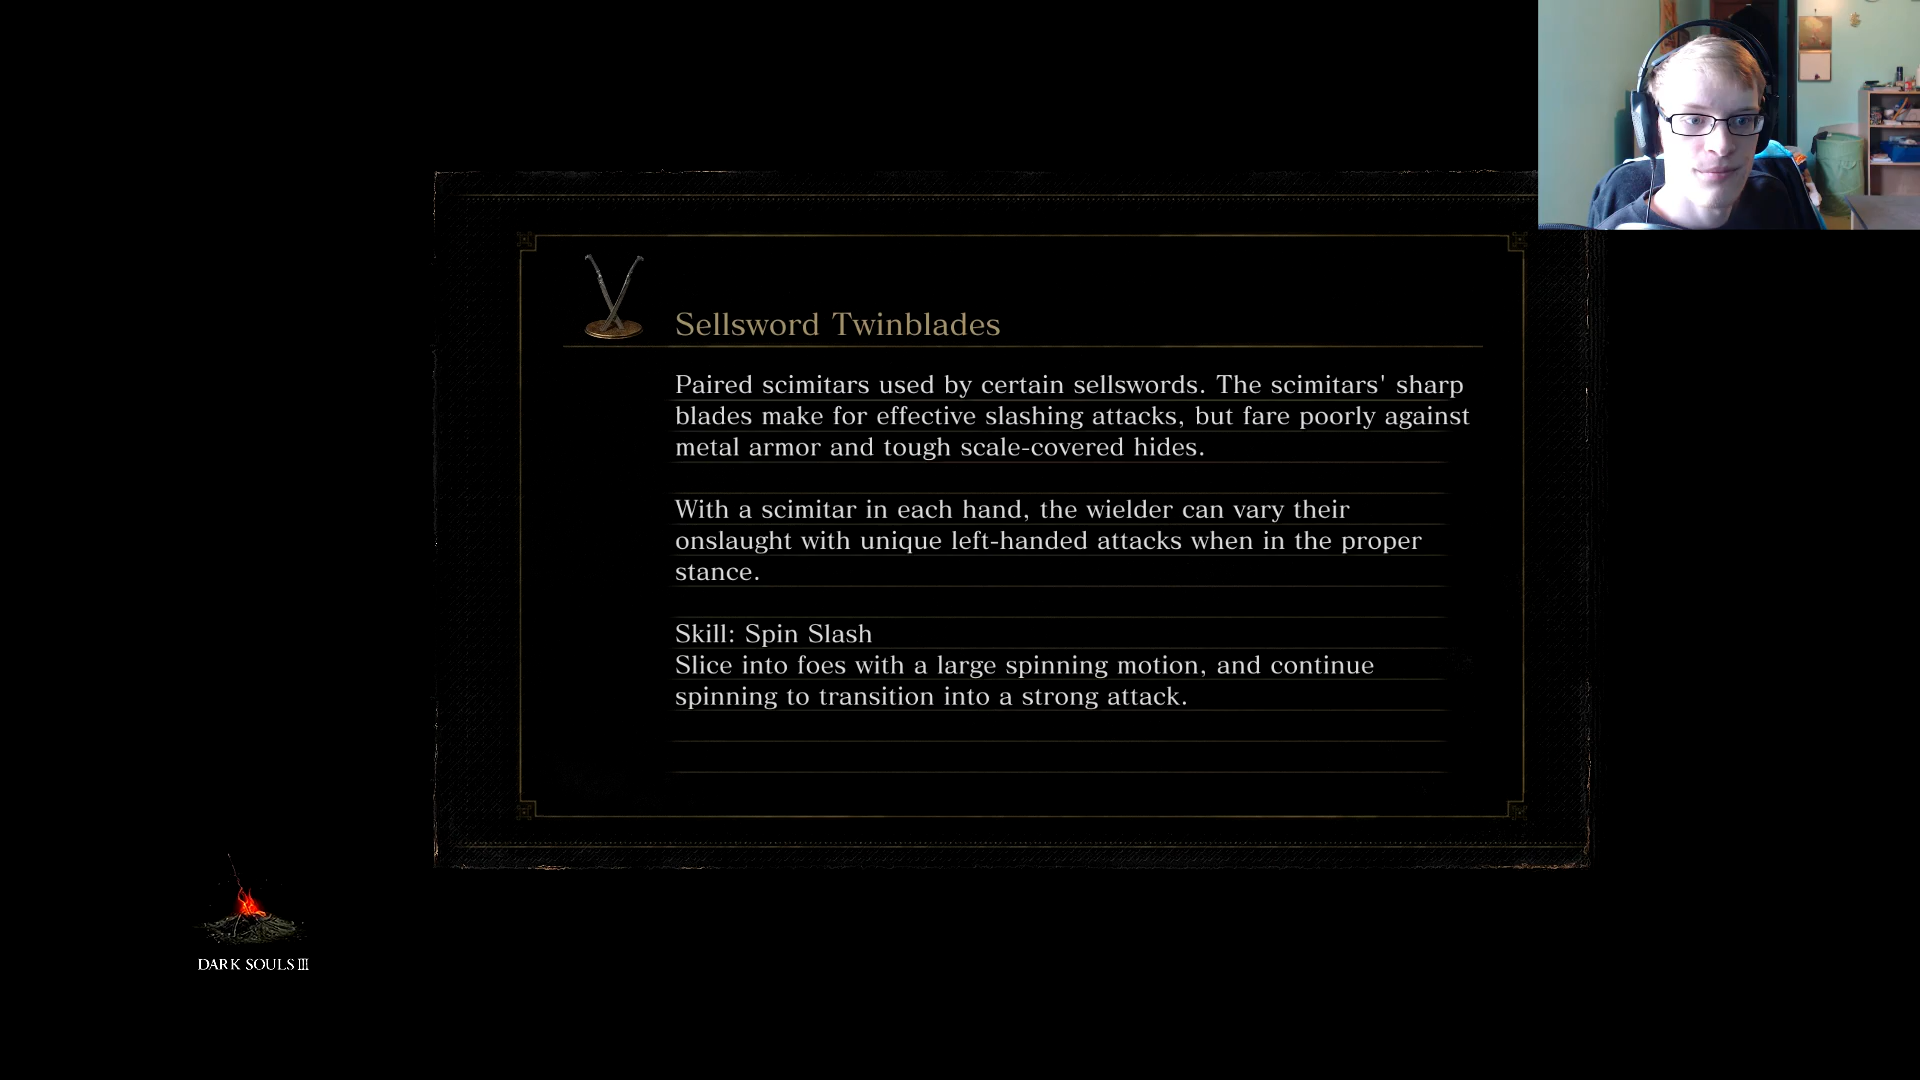 Sellsword Twinblades
Paired scimitars used by certain sellswords. The scimitars' sharp
blades make for effective slashing attacks, but fare poorly against
metal armor and tough scale-covered hides.
With a scimitar in each hand, the wielder can vary their
onslaught with unique left-handed attacks when in the proper
stance.
Skill: Spin Slash
Slice into foes with a large spinning motion, and continue
spinning to transition into a strong attack.
DARK SOULS III